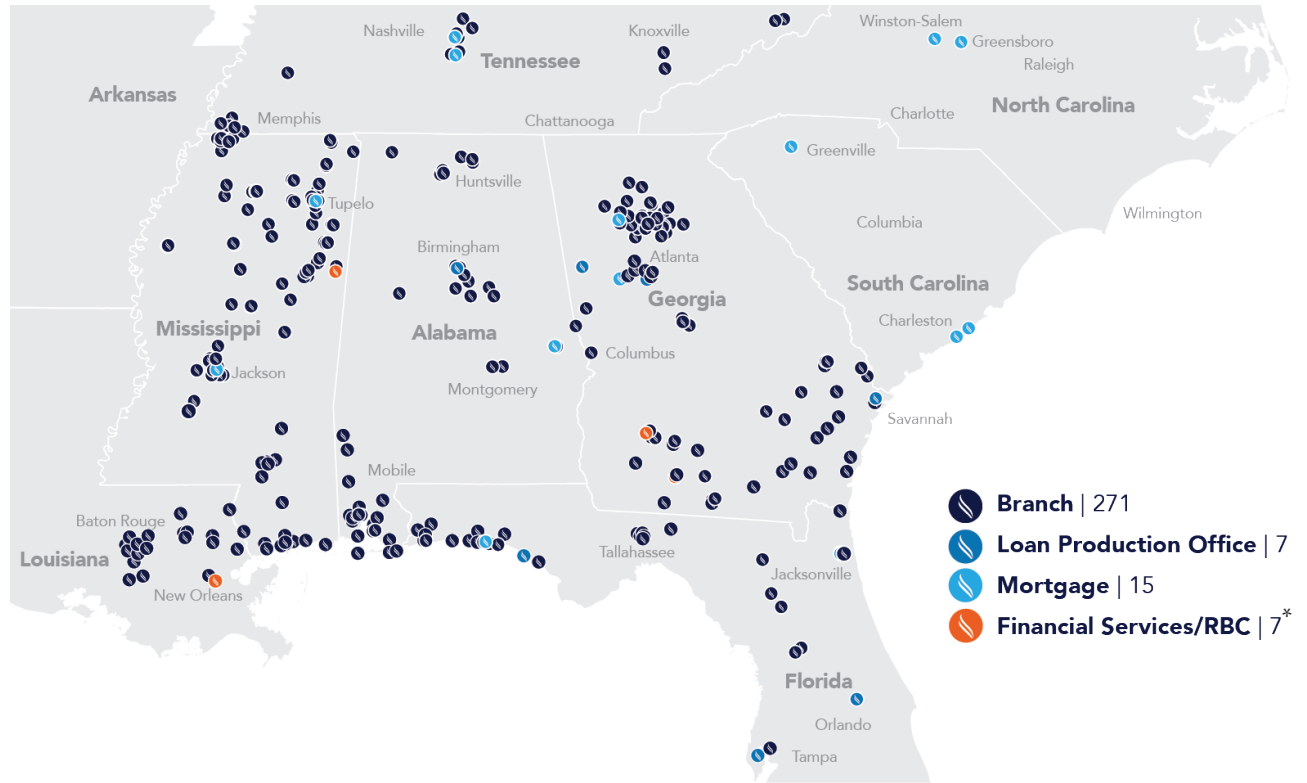 Winston-Salem
Nashville
Knoxville
Greensboro
Tennessee
Raleigh
Arkansas
North Carolina
Memphis
Chattanooga
Charlotte
Greenville
Huntsville
Tupelo
Wilmington
Columbia
Birmingham
Atlanta
South Carolina
Georgia
Charleston
Mississippi
Alabama
Columbus
Jackson
Montgomery
Savannah
Mobile
Branch | 271
Baton Rouge
Loan Production Office | 7
Tallahassee
Louisiana
Jacksonville
Mortgage | 15
New Orleans
Financial Services/RBC | 7*
Florida
Orlando
Tampa